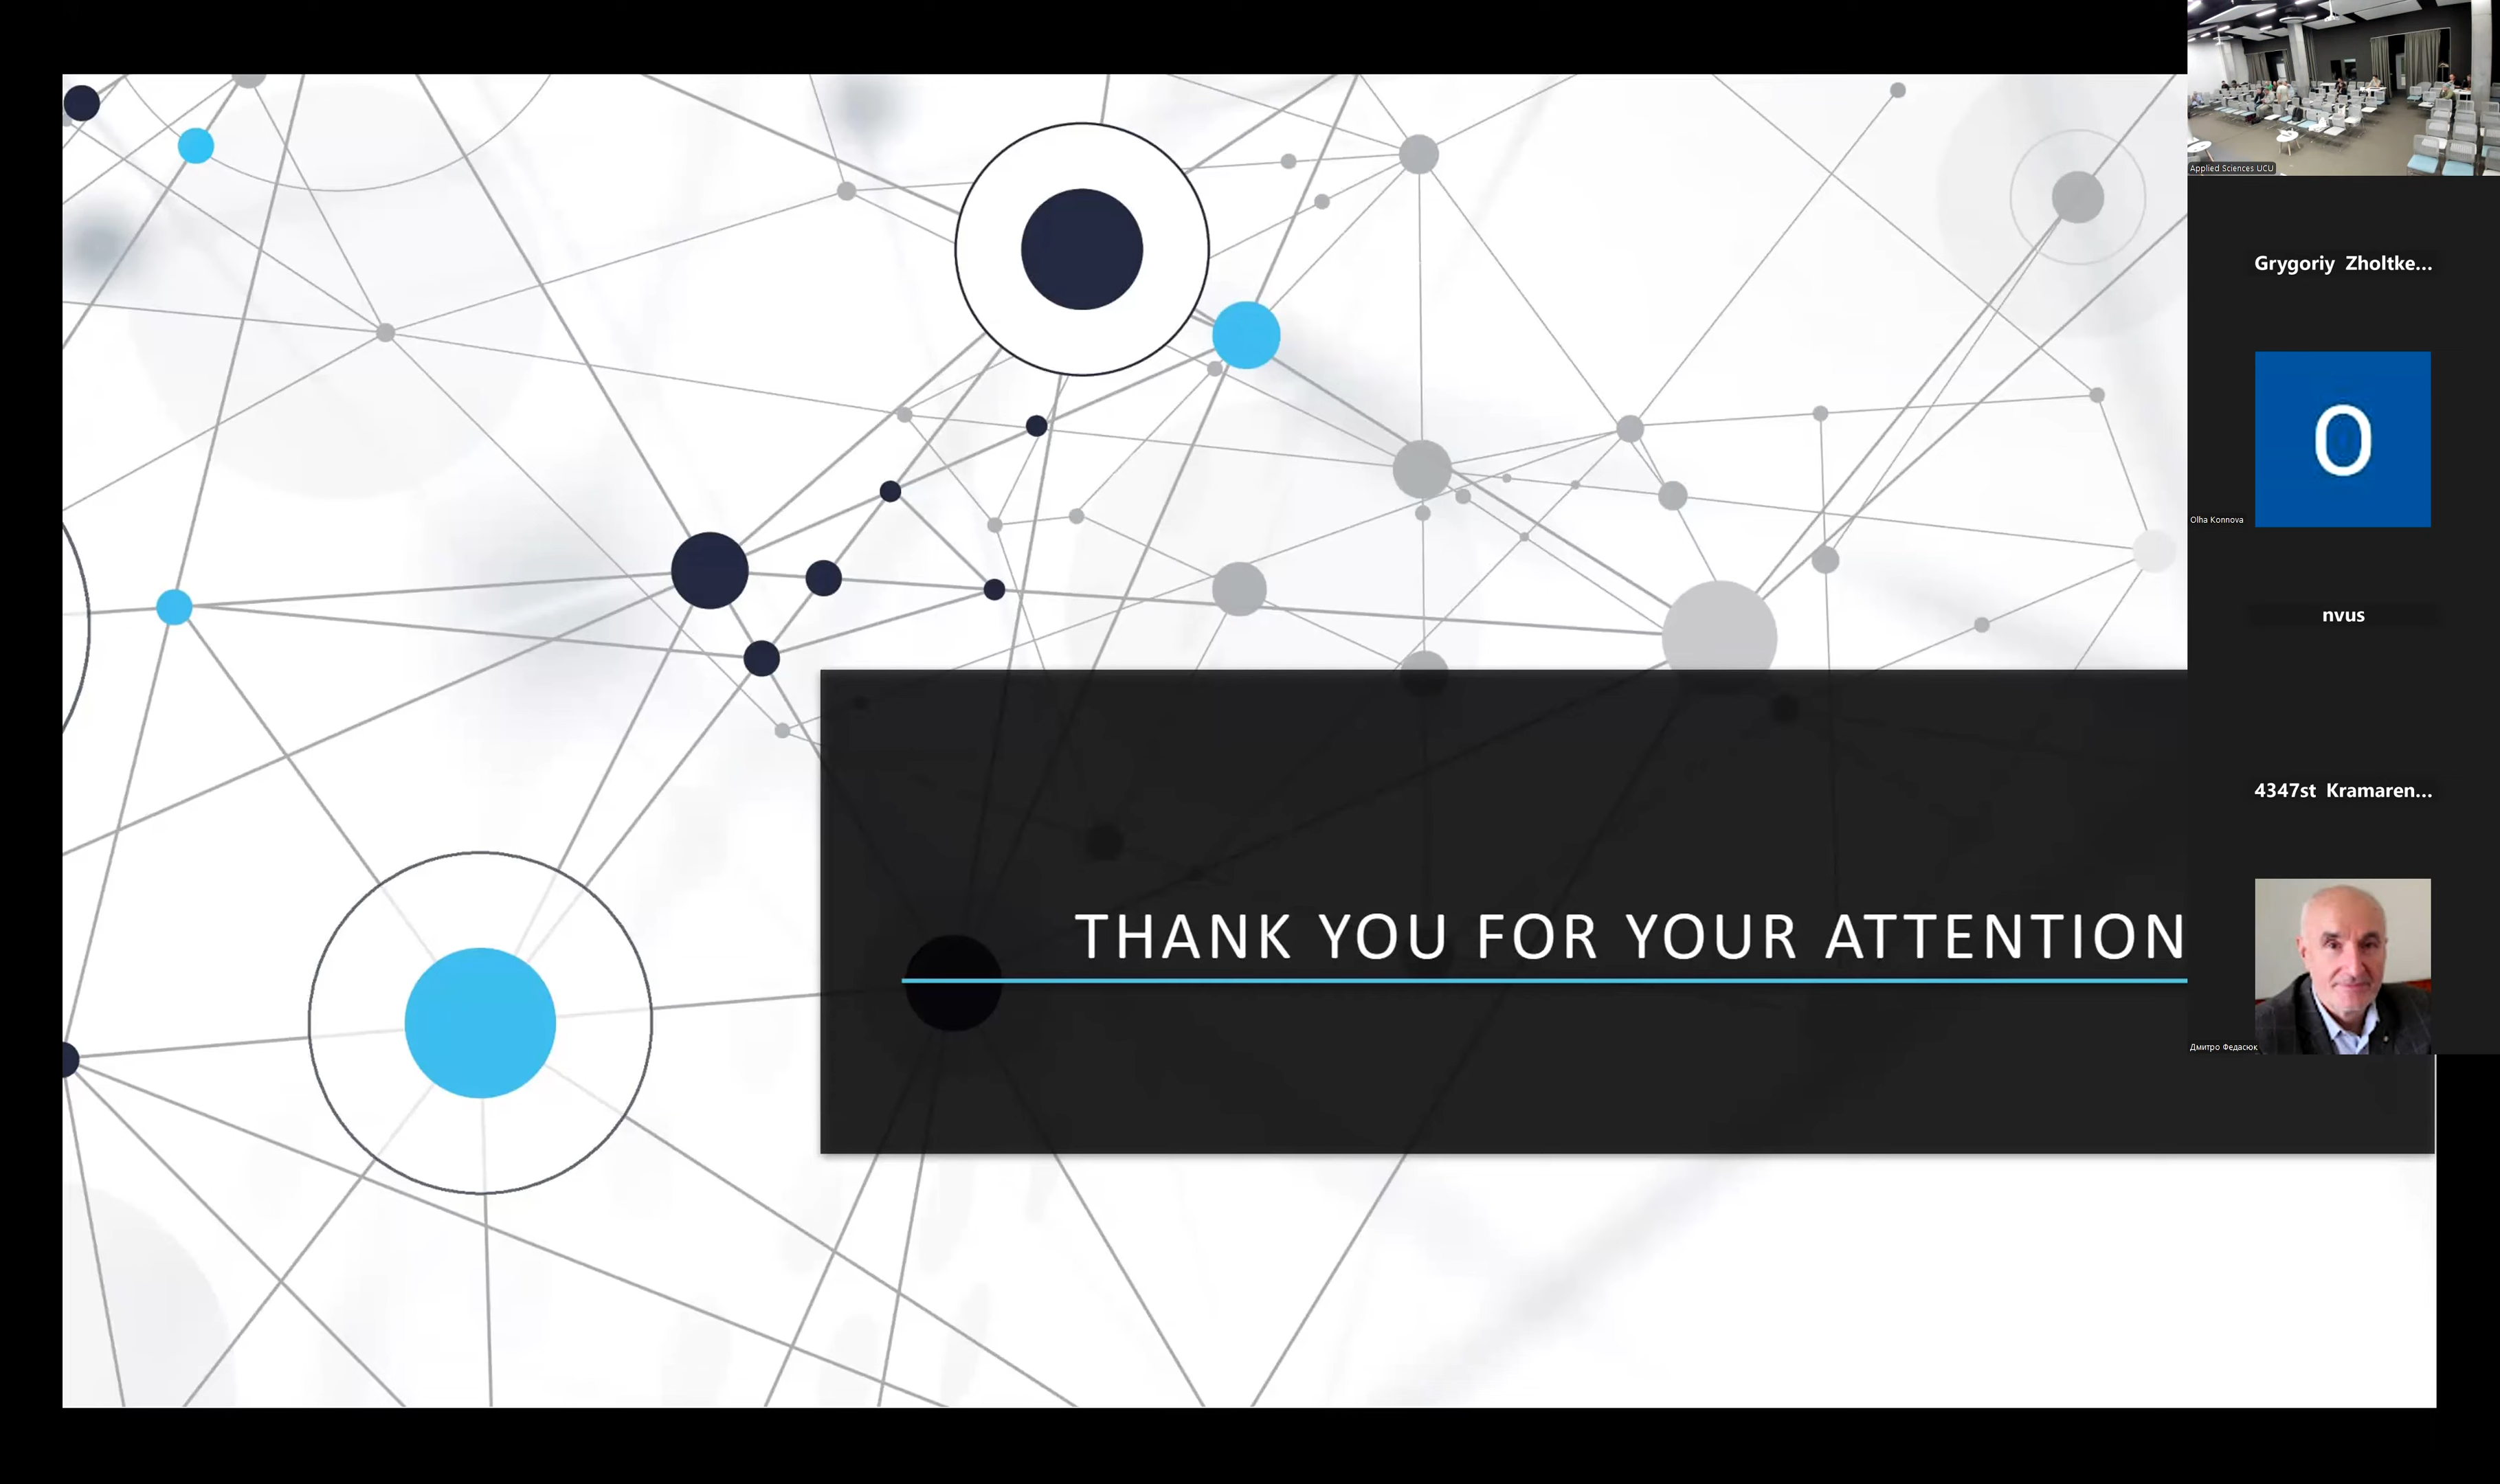 Applied Sciences UCU
Grygoriy Zholtke...
O
Olha Konnova
nvus
4347st Kramaren...
THANK YOU FOR YOUR ATTENTION
Дмитро Федасюк